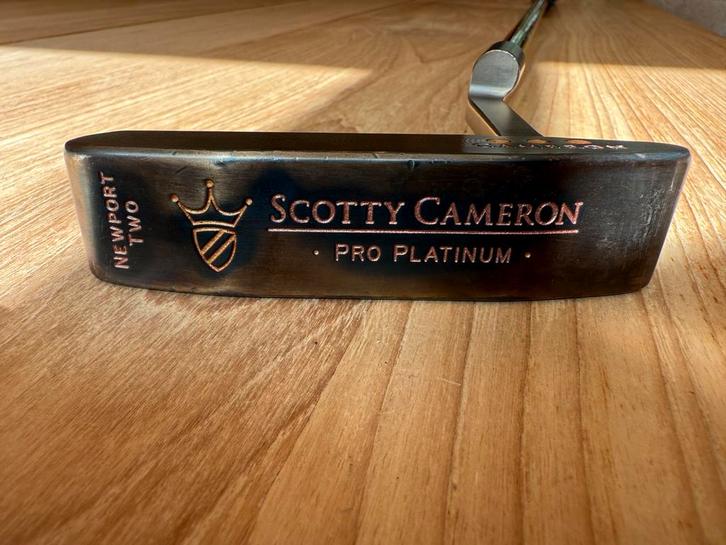 NEWPORT
TWO
SCOTTY CAMERON
· PRO PLATINUM ·